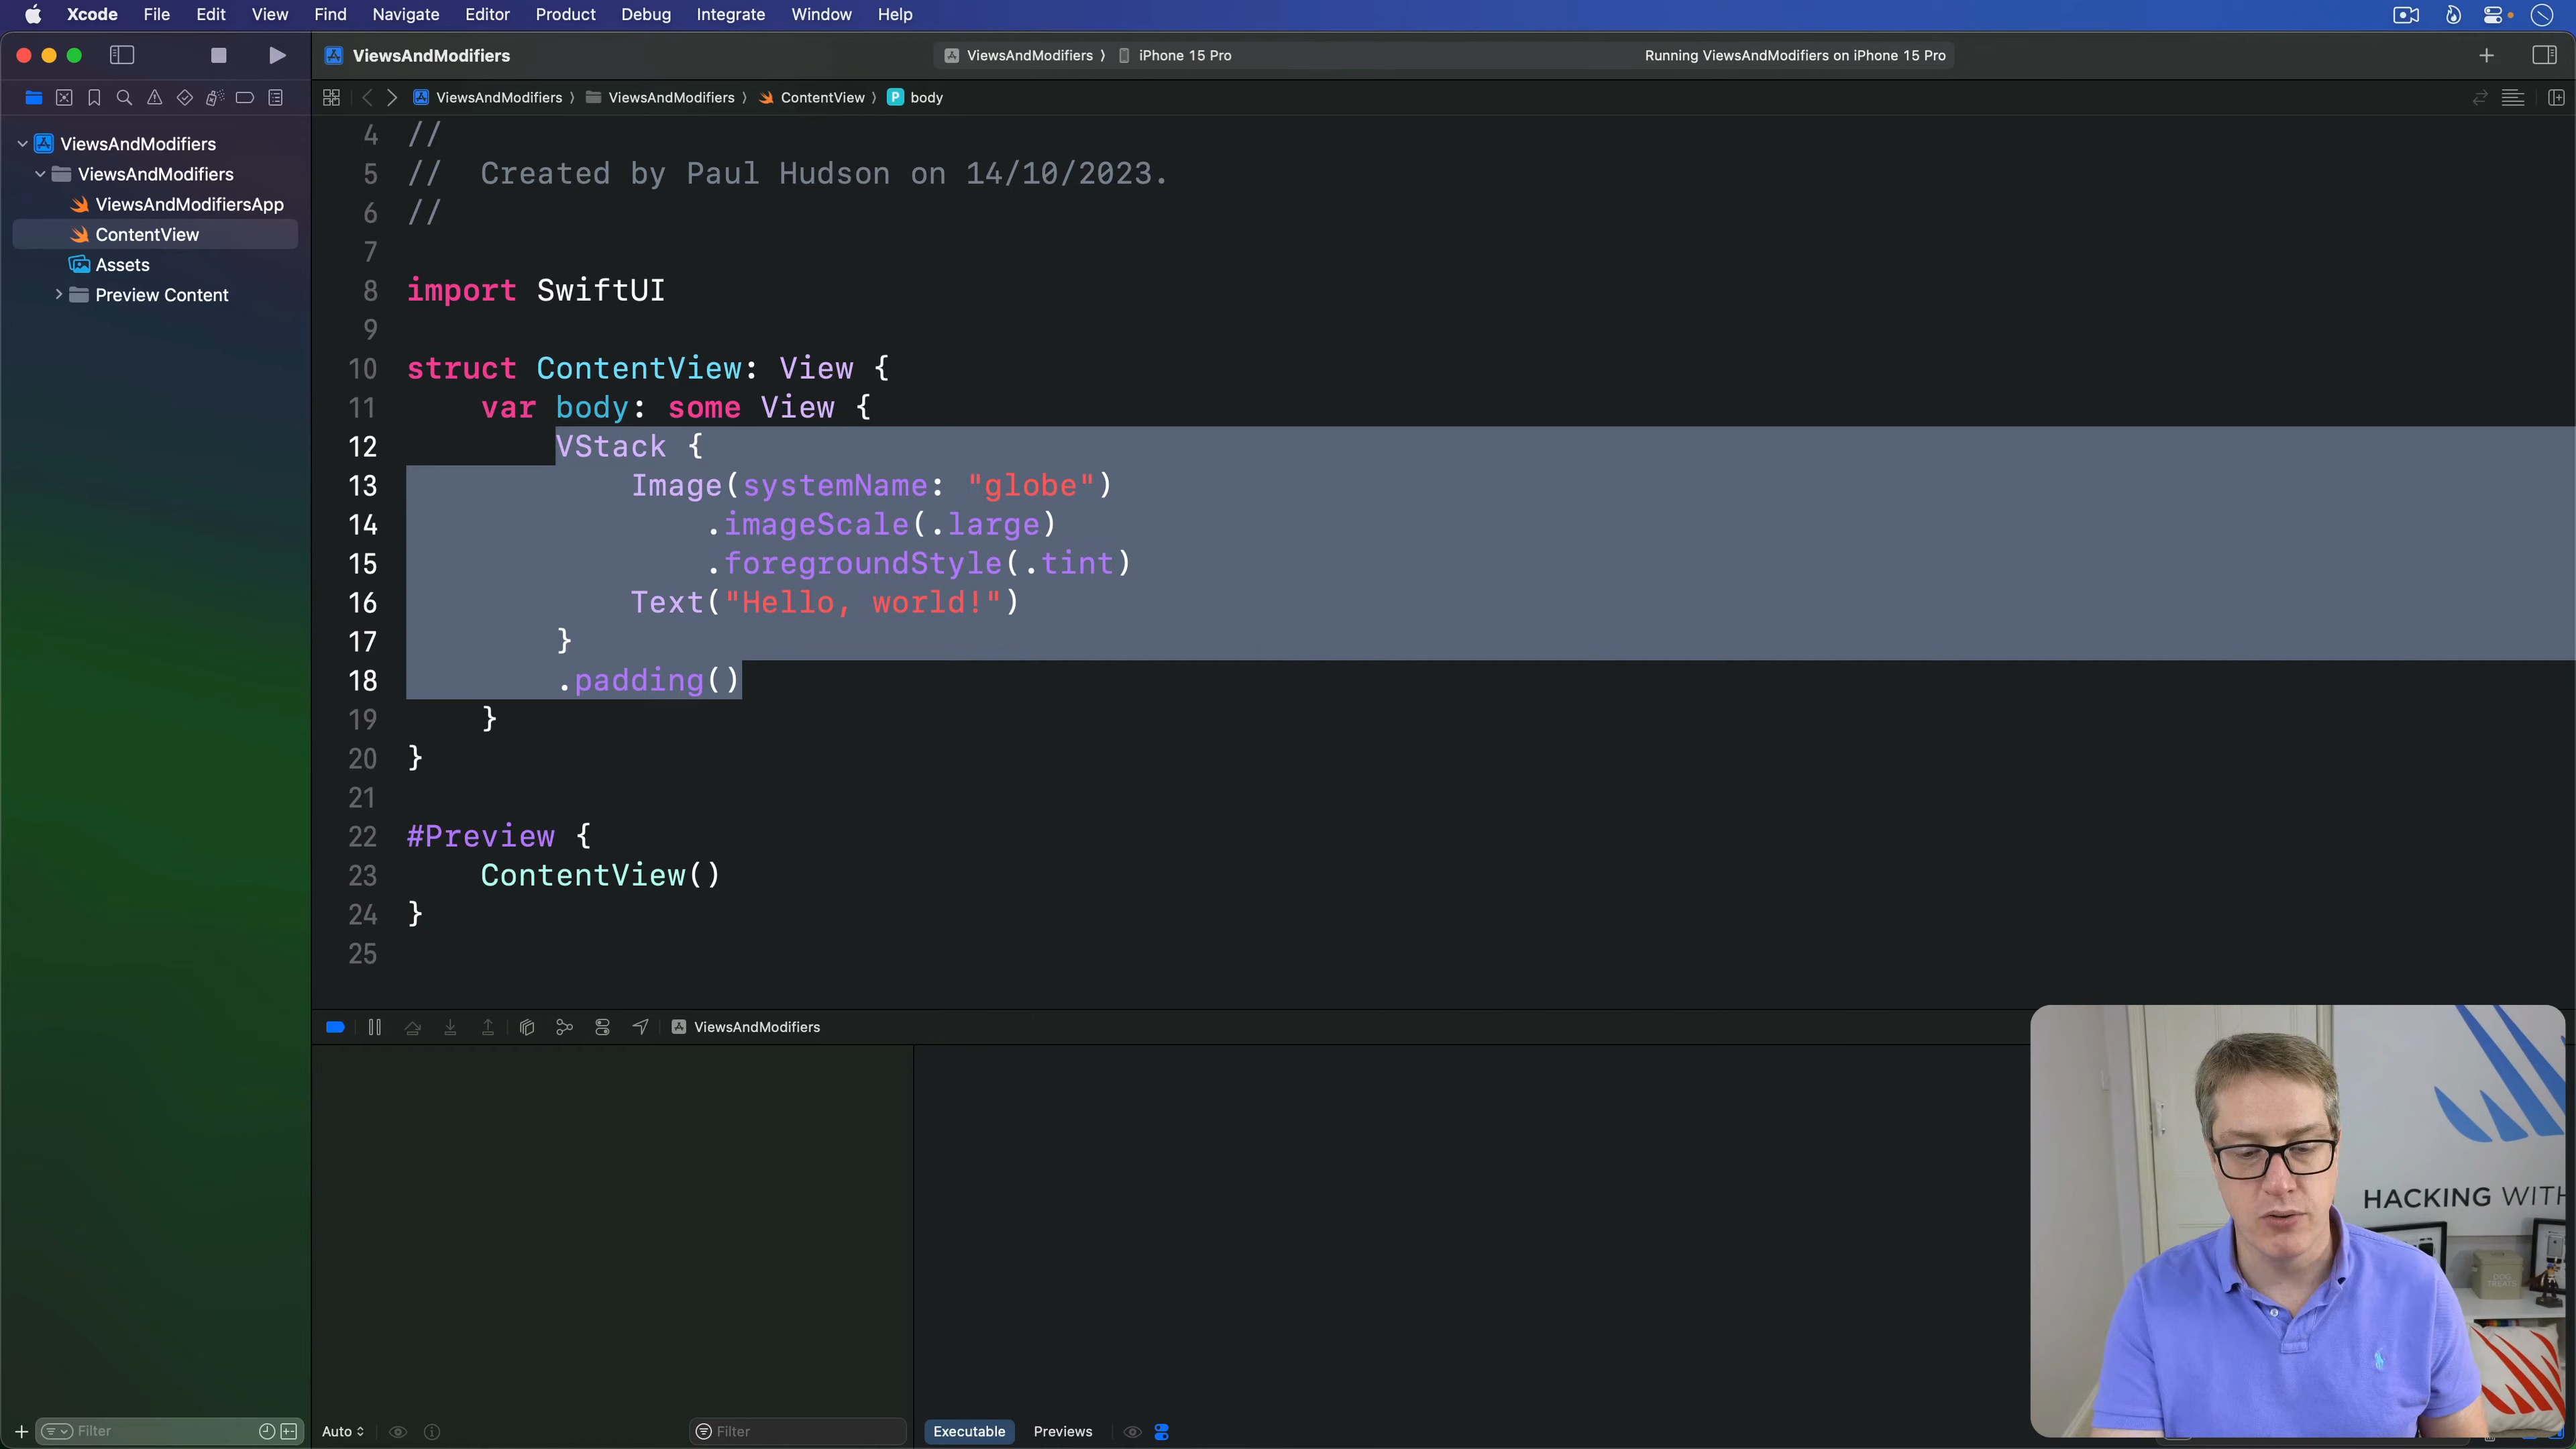 Xcode File Edit View Find Navigate Editor Product Debug Integrate Window Help
ViewsAndModifiers
ViewsAndModifiers 〉 iPhone 15 Pro
Running ViewsAndModifiers on iPhone 15 Pro
ViewsAndModifiers 〉 ViewsAndModifiers 〉 ContentView 〉 P body
ViewsAndModifiers
ViewsAndModifiers
ViewsAndModifiersApp
ContentView
Assets
Preview Content
4 //
5 //  Created by Paul Hudson on 14/10/2023.
6 //
7
8 import SwiftUI
9
10 struct ContentView: View {
11     var body: some View {
12         VStack {
13             Image(systemName: "globe")
14                 .imageScale(.large)
15                 .foregroundStyle(.tint)
16             Text("Hello, world!")
17         }
18         .padding()
19     }
20 }
21
22 #Preview {
23     ContentView()
24 }
25
ViewsAndModifiers
HACKING WITH
Filter
Auto
Filter
Executable Previews